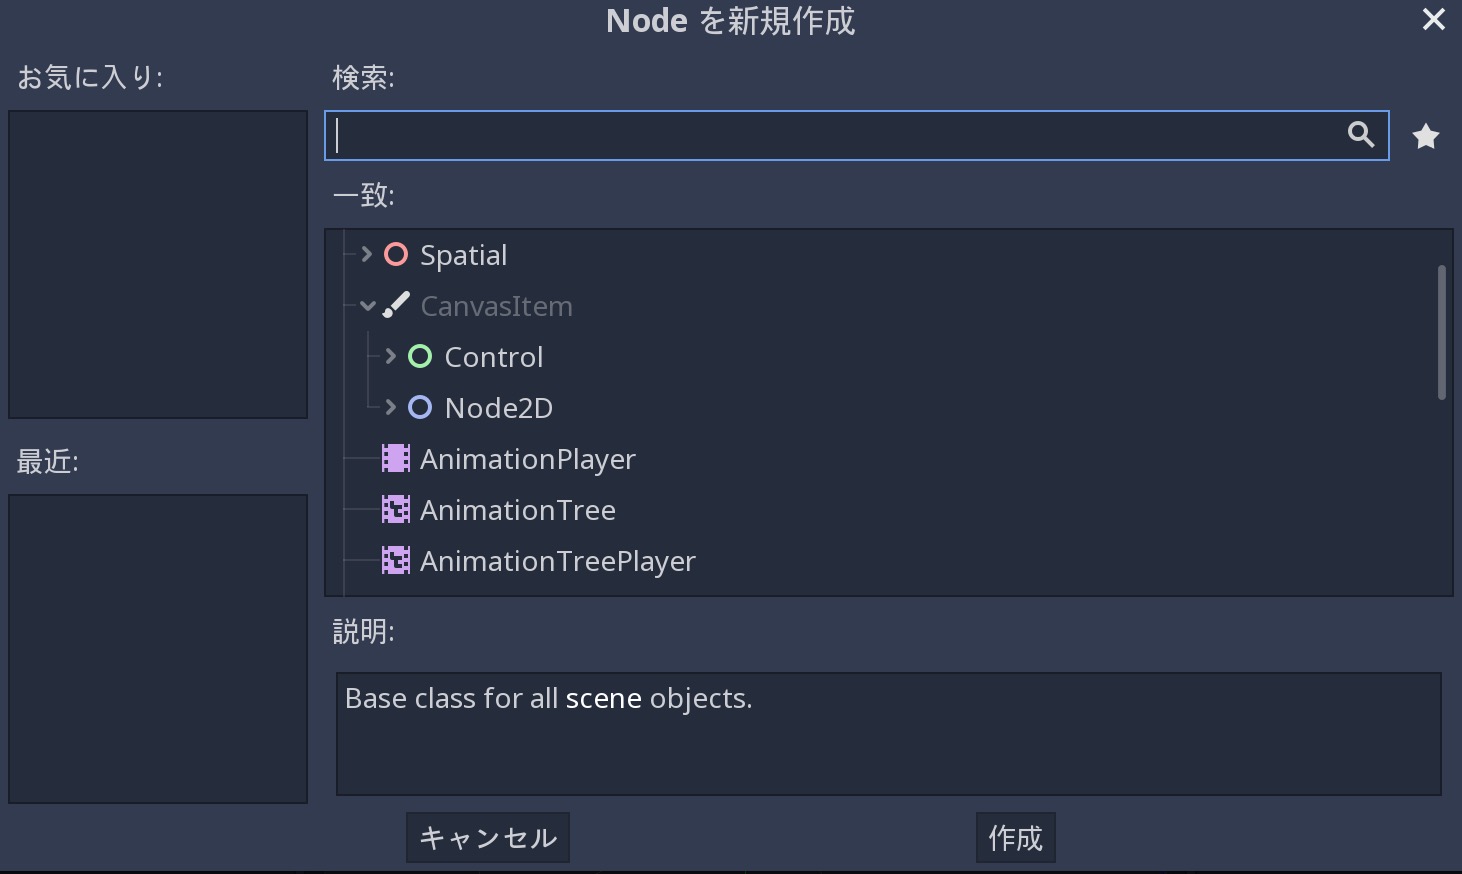 Node を新規作成
お気に入り:
検索:
一致:
Spatial
CanvasItem
Control
Node2D
AnimationPlayer
AnimationTree
AnimationTreePlayer
最近:
説明:
Base class for all scene objects.
キャンセル
作成